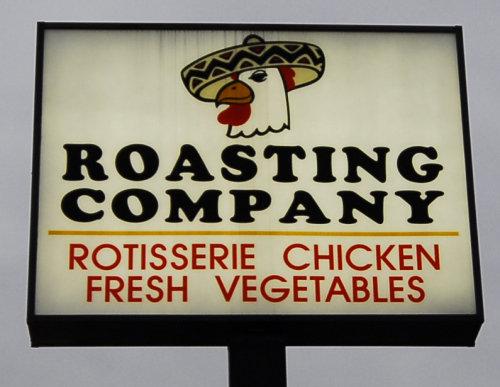 ROASTING
COMPANY
ROTISSERIE CHICKEN
FRESH VEGETABLES